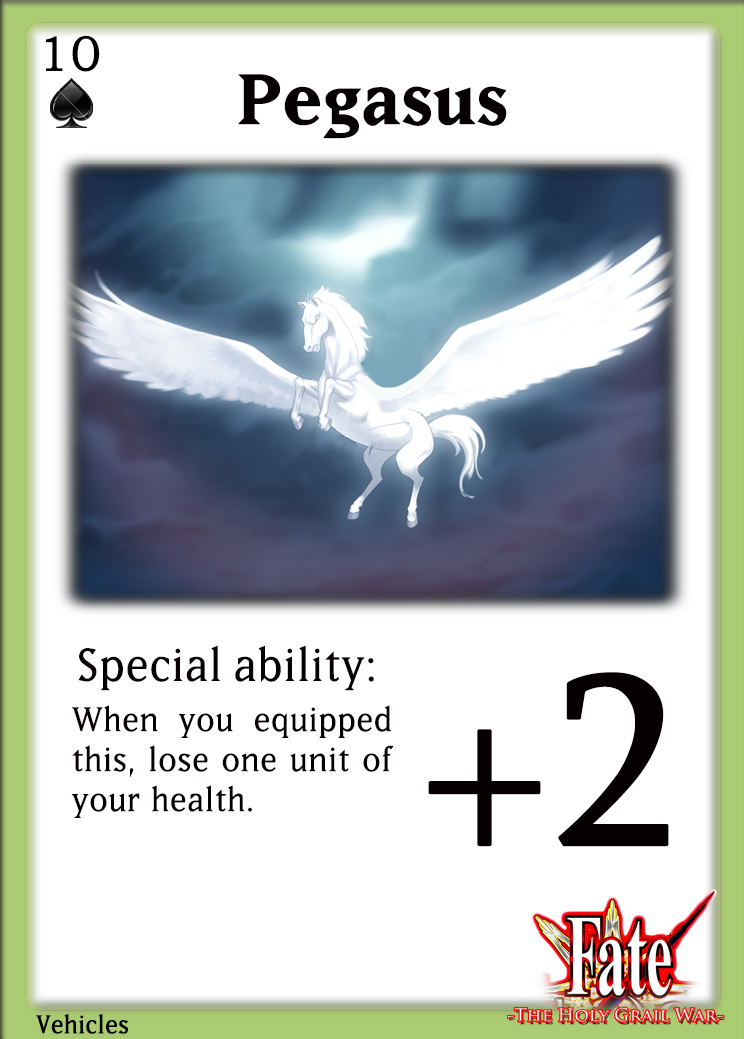 10
Pegasus
Special ability:
When you equipped
this, lose one unit of
your health.
+2
Fate
-The Holy Grail War-
Vehicles